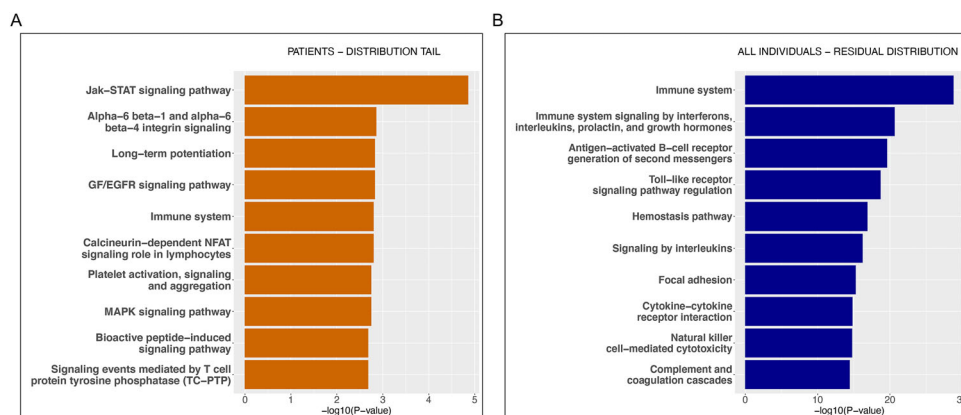 A
PATIENTS – DISTRIBUTION TAIL
Jak–STAT signaling pathway
Alpha–6 beta–1 and alpha–6
beta–4 integrin signaling
Long–term potentiation
GF/EGFR signaling pathway
Immune system
Calcineurin–dependent NFAT
signaling role in lymphocytes
Platelet activation, signaling
and aggregation
MAPK signaling pathway
Bioactive peptide–induced
signaling pathway
Signaling events mediated by T cell
protein tyrosine phosphatase (TC–PTP)
0 1 2 3 4 5
–log10(P–value)
B
ALL INDIVIDUALS – RESIDUAL DISTRIBUTION
Immune system
Immune system signaling by interferons,
interleukins, prolactin, and growth hormones
Antigen–activated B–cell receptor
generation of second messengers
Toll–like receptor
signaling pathway regulation
Hemostasis pathway
Signaling by interleukins
Focal adhesion
Cytokine–cytokine
receptor interaction
Natural killer
cell–mediated cytotoxicity
Complement and
coagulation cascades
0 10 20
–log10(P–value)